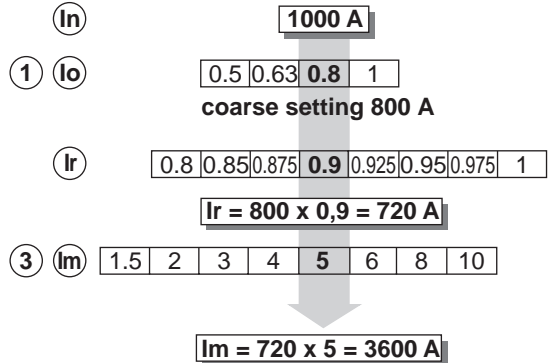 In 1000 A
1 Io 0.5 0.63 0.8 1
coarse setting 800 A
Ir 0.8 0.85 0.875 0.9 0.925 0.95 0.975 1
Ir = 800 x 0,9 = 720 A
3 Im 1.5 2 3 4 5 6 8 10
Im = 720 x 5 = 3600 A